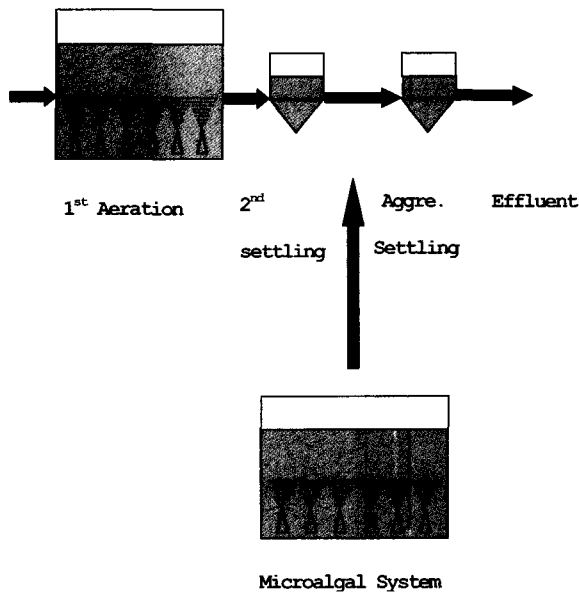 1st Aeration
2nd
settling
Aggre.
Settling
Effluent
Microalgal System